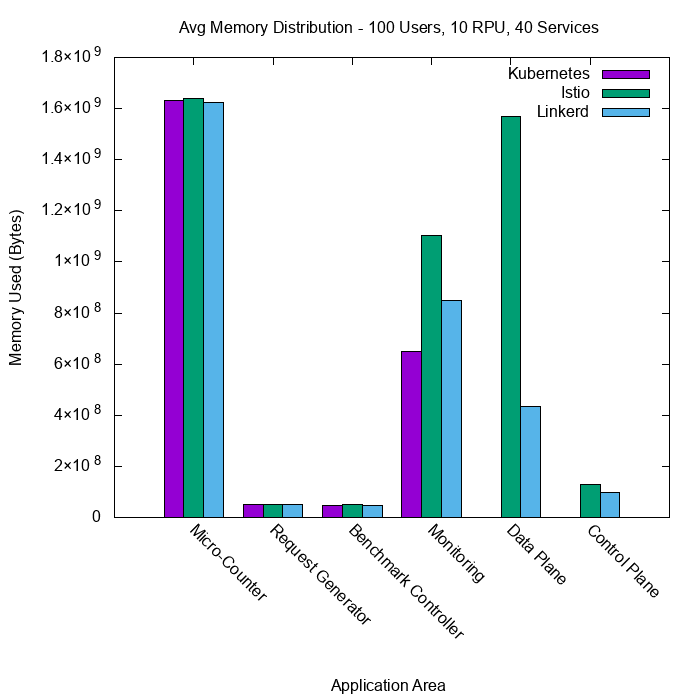 Avg Memory Distribution - 100 Users, 10 RPU, 40 Services
Kubernetes
Istio
Linkerd
1.8×10⁹
1.6×10⁹
1.4×10⁹
1.2×10⁹
1×10⁹
8×10⁸
6×10⁸
4×10⁸
2×10⁸
0
Memory Used (Bytes)
Micro-Counter
Request Generator
Benchmark Controller
Monitoring
Data Plane
Control Plane
Application Area